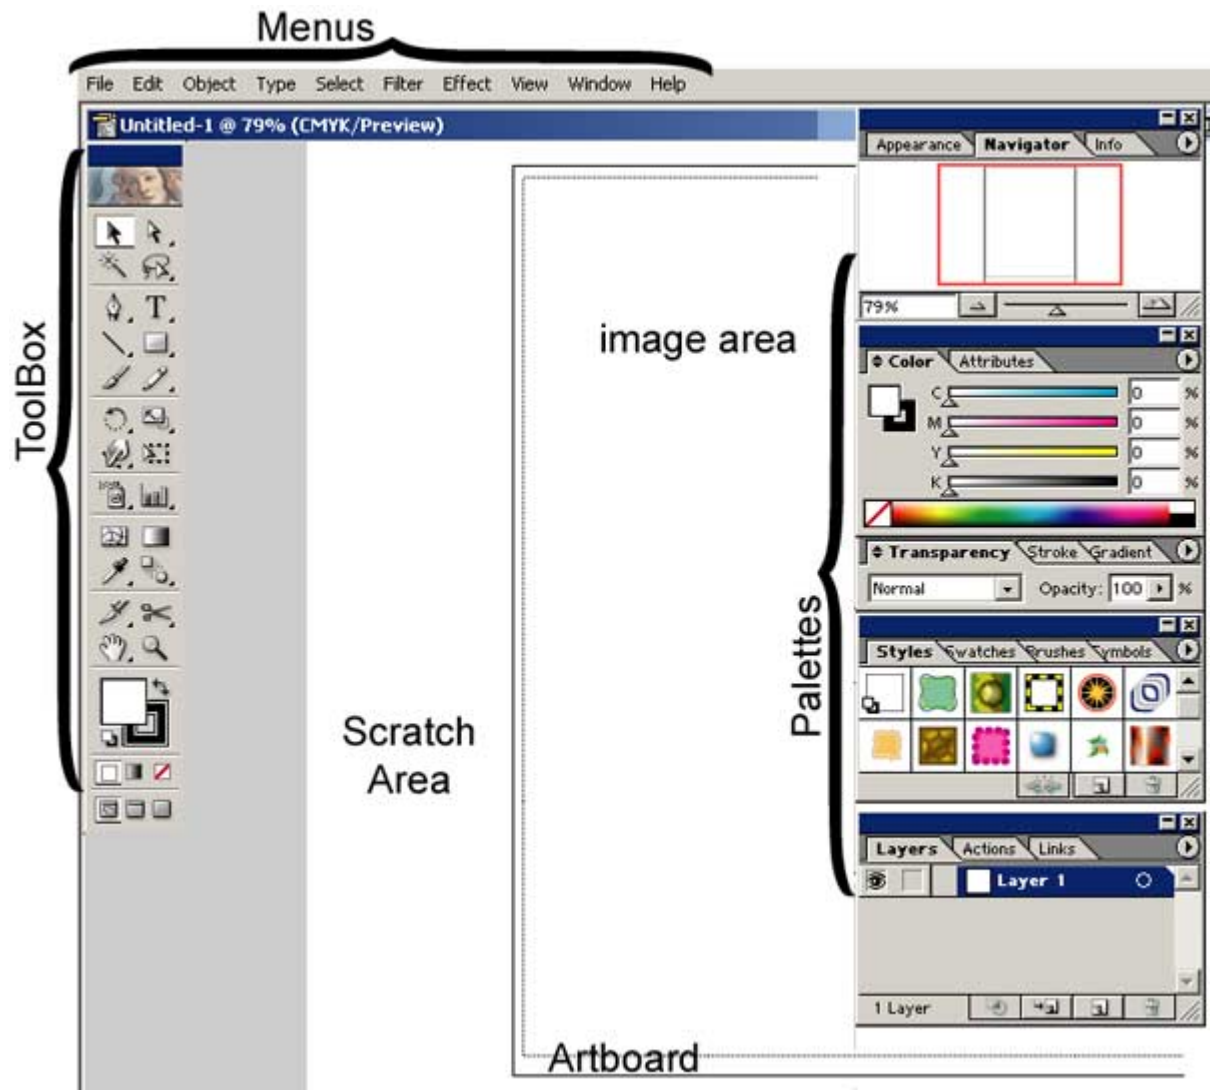 Menus
File Edit Object Type Select Filter Effect View Window Help
Untitled-1 @ 79% (CMYK/Preview)
Appearance Navigator Info
79%
ToolBox
T
image area
Color Attributes
C 0 %
M 0 %
Y 0 %
K 0 %
Transparency Stroke Gradient
Normal Opacity: 100 %
Palettes
Styles Swatches Brushes Symbols
Scratch
Area
Layers Actions Links
Layer 1
1 Layer
Artboard